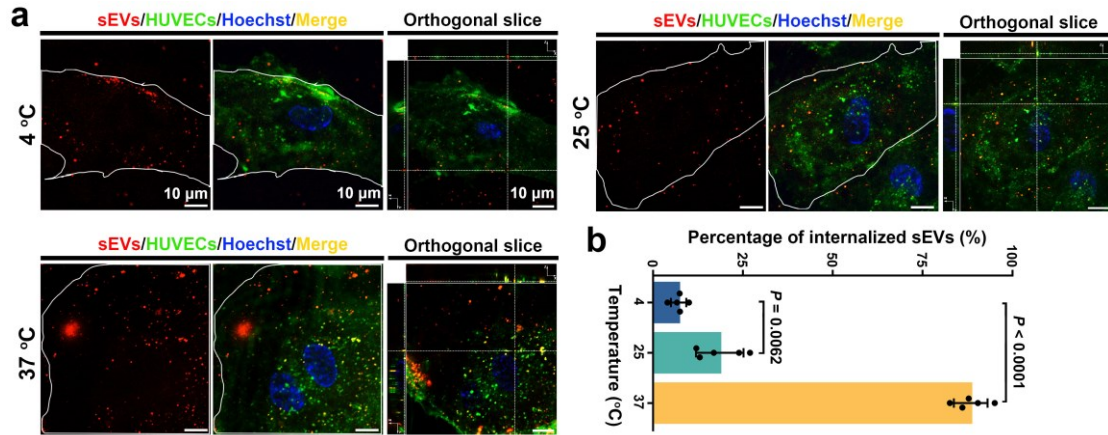 a
sEVs/HUVECs/Hoechst/Merge
Orthogonal slice
4 °C
10 µm
10 µm
10 µm
sEVs/HUVECs/Hoechst/Merge
Orthogonal slice
25 °C
sEVs/HUVECs/Hoechst/Merge
Orthogonal slice
37 °C
b
Percentage of internalized sEVs (%)
0
25
50
75
100
Temperature (°C)
4
25
37
P = 0.0062
P < 0.0001